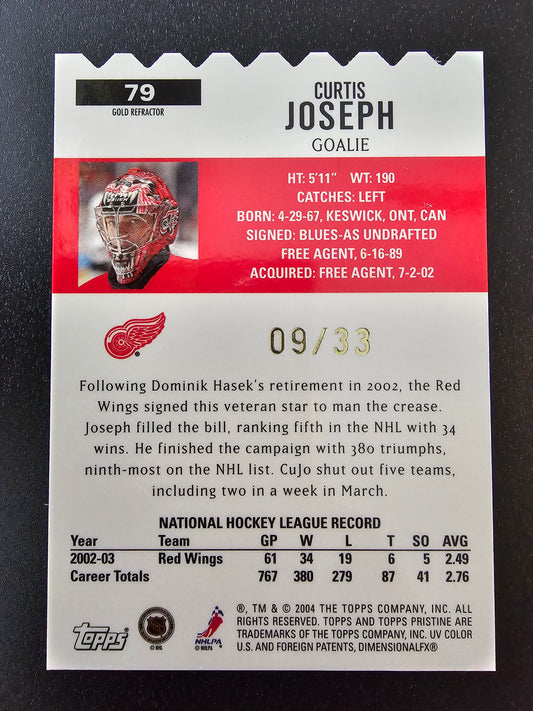 79
GOLD REFRACTOR
CURTIS
JOSEPH
GOALIE
HT: 5'11" WT: 190
CATCHES: LEFT
BORN: 4-29-67, KESWICK, ONT, CAN
SIGNED: BLUES-AS UNDRAFTED
FREE AGENT, 6-16-89
ACQUIRED: FREE AGENT, 7-2-02
09/33
Following Dominik Hasek's retirement in 2002, the Red
Wings signed this veteran star to man the crease.
Joseph filled the bill, ranking fifth in the NHL with 34
wins. He finished the campaign with 380 triumphs,
ninth-most on the NHL list. CuJo shut out five teams,
including two in a week in March.
NATIONAL HOCKEY LEAGUE RECORD
Year Team GP W L T SO AVG
2002-03 Red Wings 61 34 19 6 5 2.49
Career Totals 767 380 279 87 41 2.76
®, TM & © 2004 THE TOPPS COMPANY, INC. ALL
RIGHTS RESERVED. TOPPS AND TOPPS PRISTINE ARE
TRADEMARKS OF THE TOPPS COMPANY, INC. UV COLOR
U.S. AND FOREIGN PATENTS, DIMENSIONALFX®
topps
© NHL
NHLPA
© NHLPA